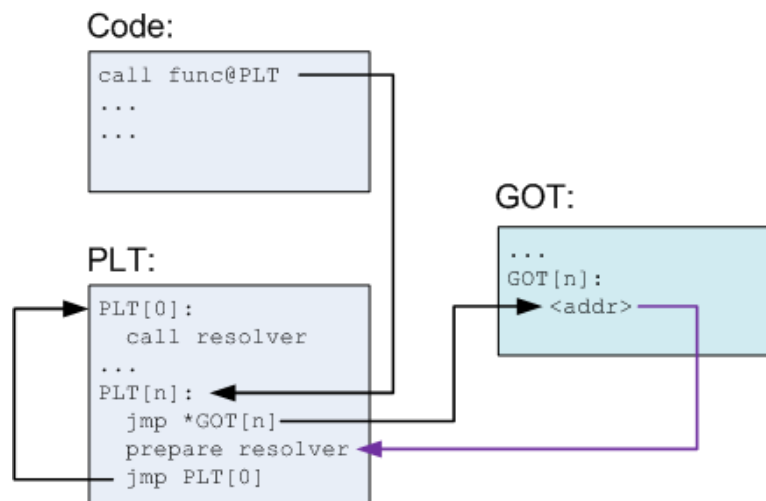 Code:
call func@PLT
...
...
GOT:
...
GOT[n]:
<addr>
PLT:
PLT[0]:
call resolver
...
PLT[n]:
jmp *GOT[n]
prepare resolver
jmp PLT[0]